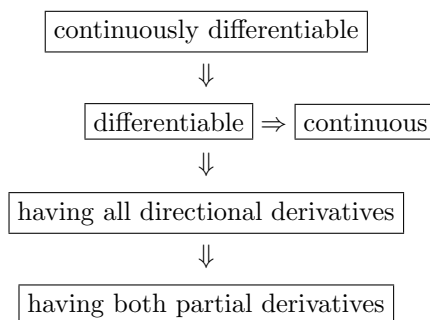 continuously differentiable
⇓
differentiable ⇒ continuous
⇓
having all directional derivatives
⇓
having both partial derivatives